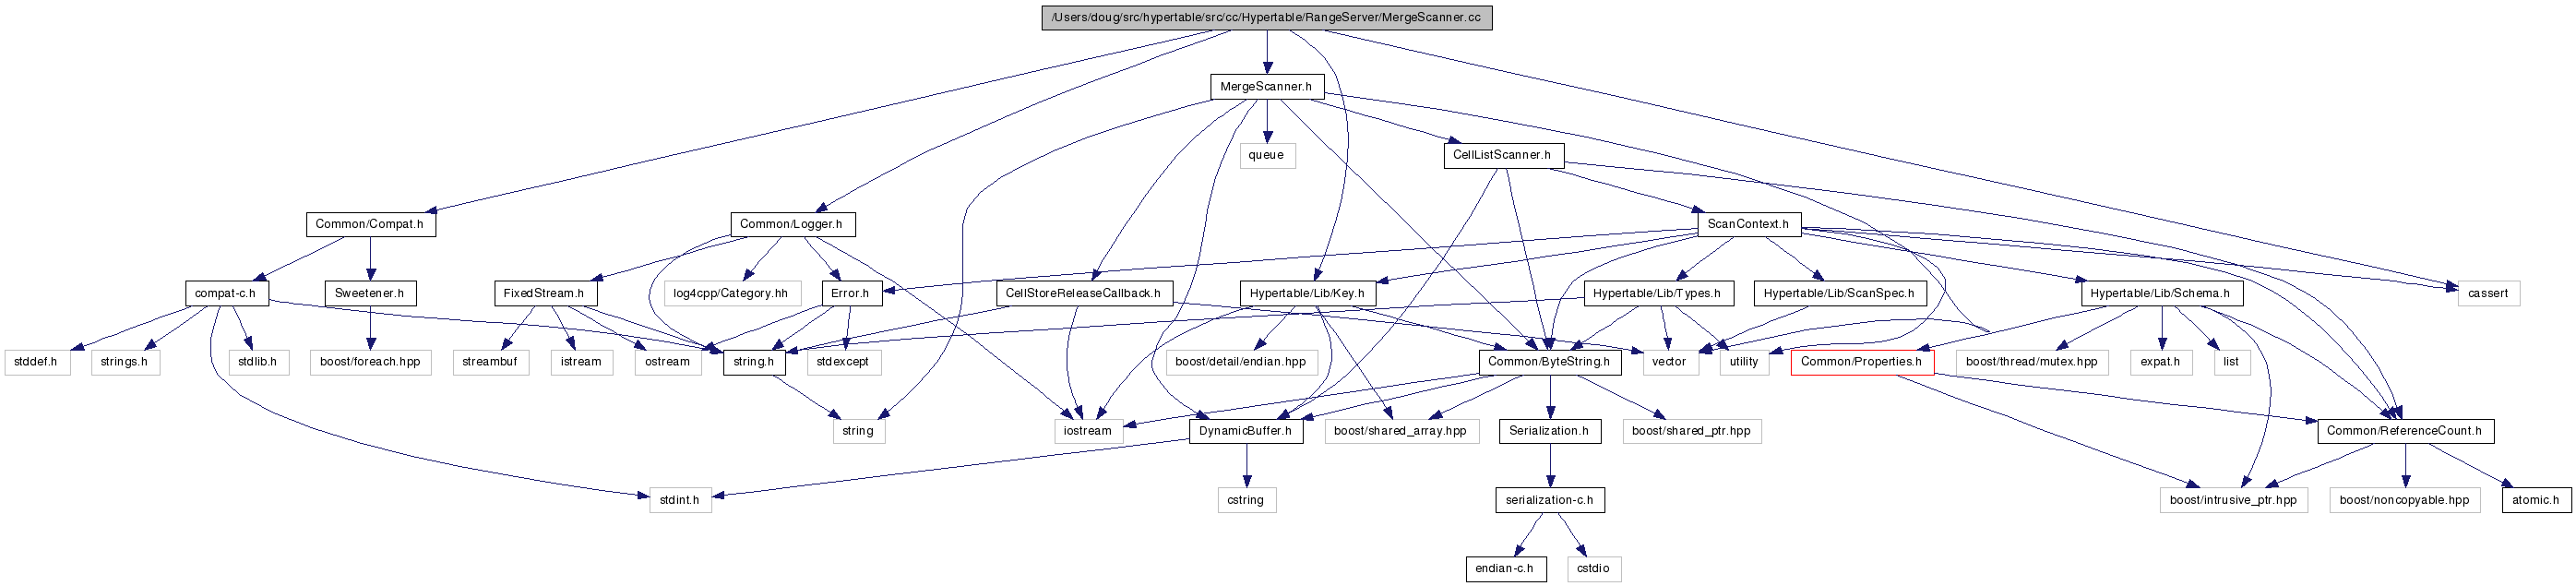 /Users/doug/src/hypertable/src/cc/Hypertable/RangeServer/MergeScanner.cc
MergeScanner.h
queue
CellListScanner.h
Common/Compat.h
Common/Logger.h
ScanContext.h
compat-c.h
Sweetener.h
FixedStream.h
log4cpp/Category.hh
Error.h
CellStoreReleaseCallback.h
Hypertable/Lib/Key.h
Hypertable/Lib/Types.h
Hypertable/Lib/ScanSpec.h
Hypertable/Lib/Schema.h
cassert
stddef.h
strings.h
stdlib.h
boost/foreach.hpp
streambuf
istream
ostream
string.h
stdexcept
boost/detail/endian.hpp
Common/ByteString.h
vector
utility
Common/Properties.h
boost/thread/mutex.hpp
expat.h
list
string
iostream
DynamicBuffer.h
boost/shared_array.hpp
Serialization.h
boost/shared_ptr.hpp
Common/ReferenceCount.h
stdint.h
cstring
serialization-c.h
boost/intrusive_ptr.hpp
boost/noncopyable.hpp
atomic.h
endian-c.h
cstdio